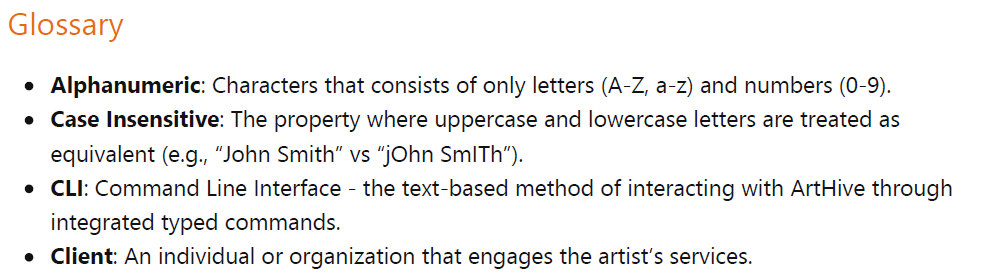 Glossary
• Alphanumeric: Characters that consists of only letters (A-Z, a-z) and numbers (0-9).
• Case Insensitive: The property where uppercase and lowercase letters are treated as
equivalent (e.g., “John Smith” vs “jOhn SmITh”).
• CLI: Command Line Interface - the text-based method of interacting with ArtHive through
integrated typed commands.
• Client: An individual or organization that engages the artist’s services.